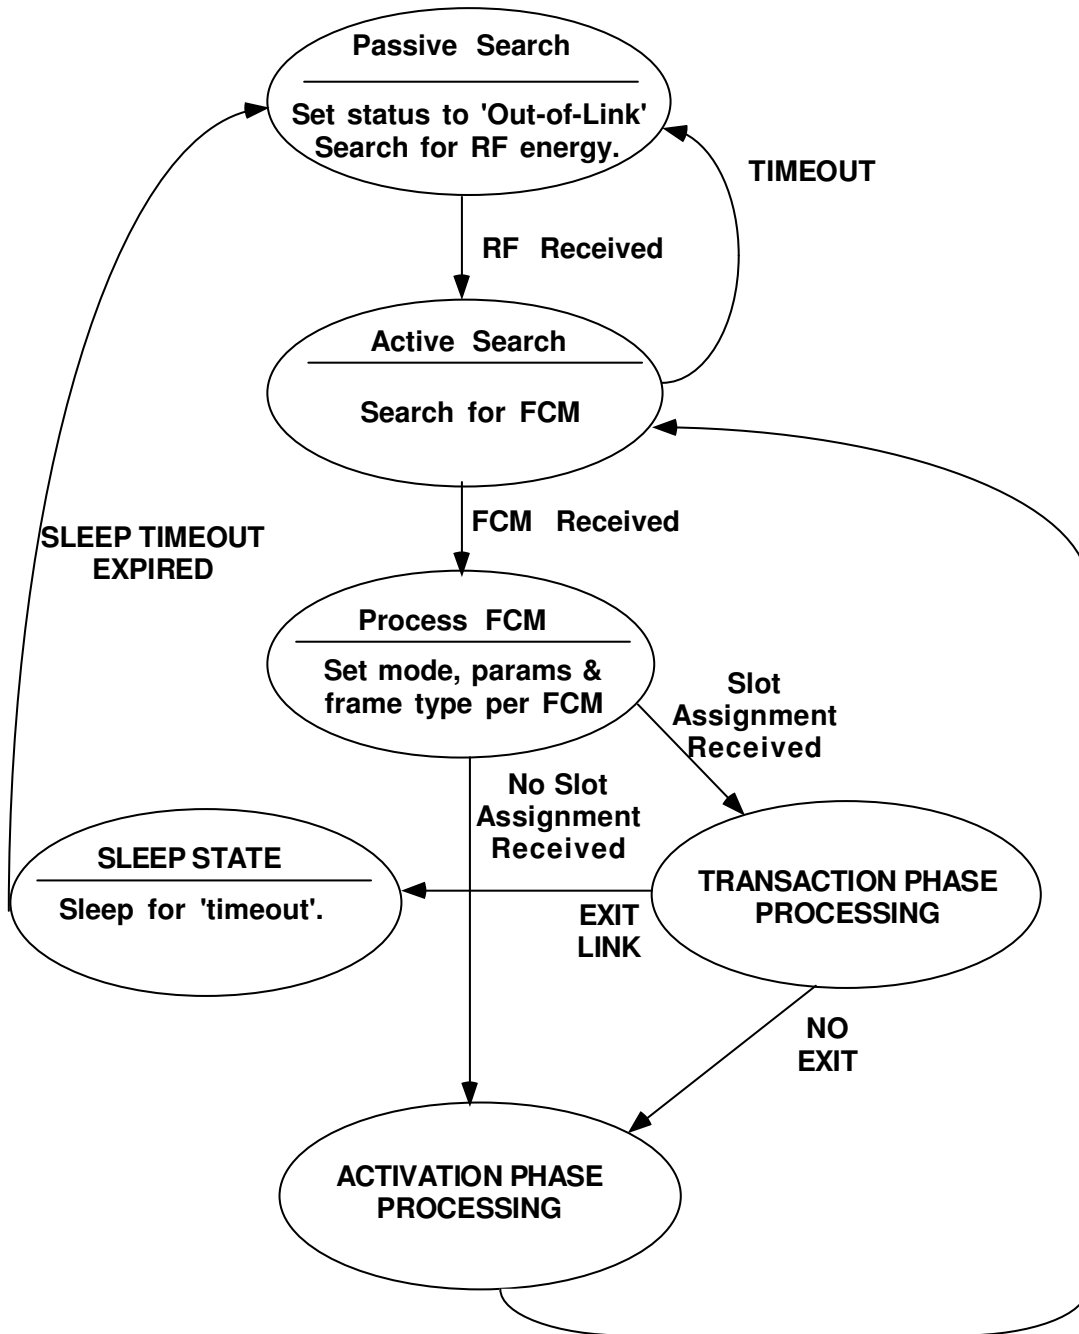 Passive Search
Set status to 'Out-of-Link'
Search for RF energy.
TIMEOUT
RF Received
Active Search
Search for FCM
SLEEP TIMEOUT
EXPIRED
FCM Received
Process FCM
Set mode, params &
frame type per FCM
Slot
Assignment
Received
No Slot
Assignment
Received
SLEEP STATE
Sleep for 'timeout'.
EXIT
LINK
TRANSACTION PHASE
PROCESSING
NO
EXIT
ACTIVATION PHASE
PROCESSING